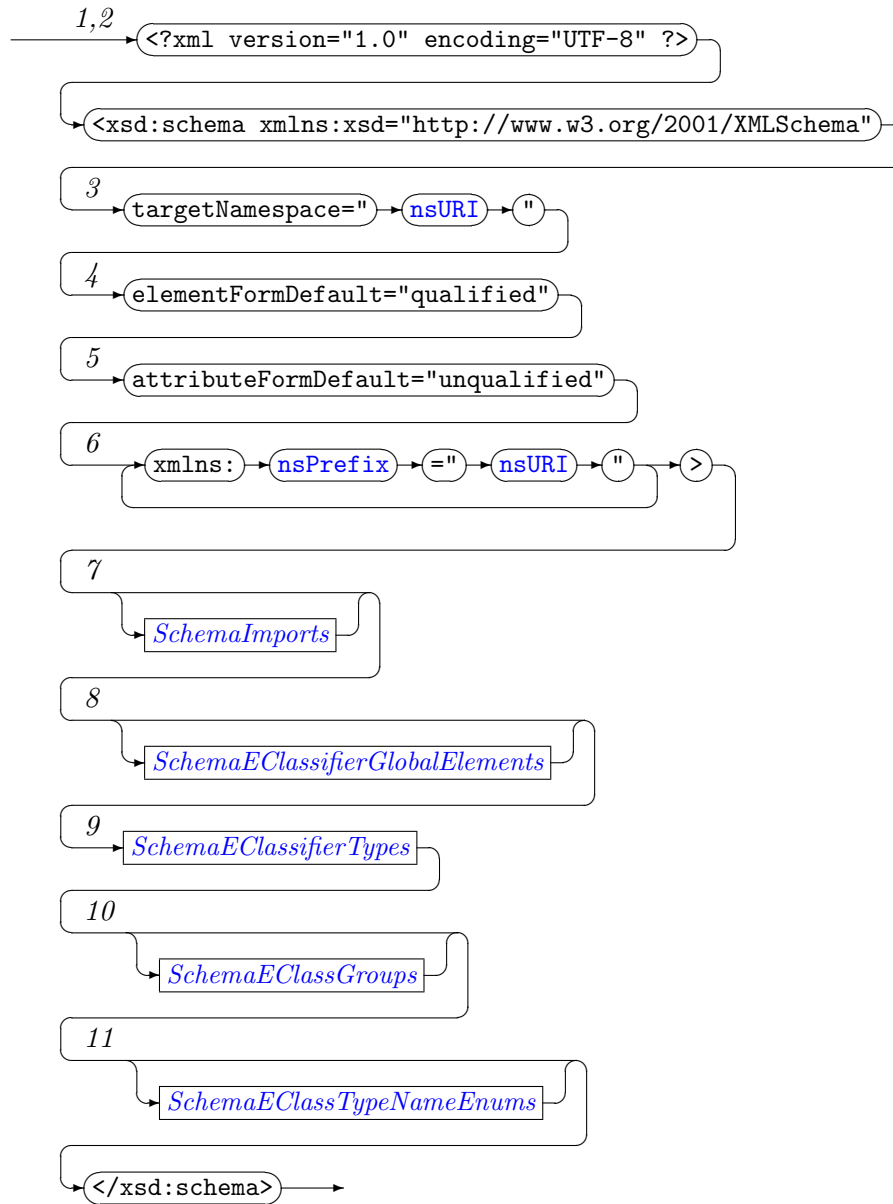 1,2 <?xml version="1.0" encoding="UTF-8" ?>
<xsd:schema xmlns:xsd="http://www.w3.org/2001/XMLSchema"
3 targetNamespace=" nsURI "
4 elementFormDefault="qualified"
5 attributeFormDefault="unqualified"
6 xmlns: nsPrefix =" nsURI " >
7
SchemaImports
8
SchemaEClassifierGlobalElements
9 SchemaEClassifierTypes
10
SchemaEClassGroups
11
SchemaEClassTypeNameEnums
</xsd:schema>